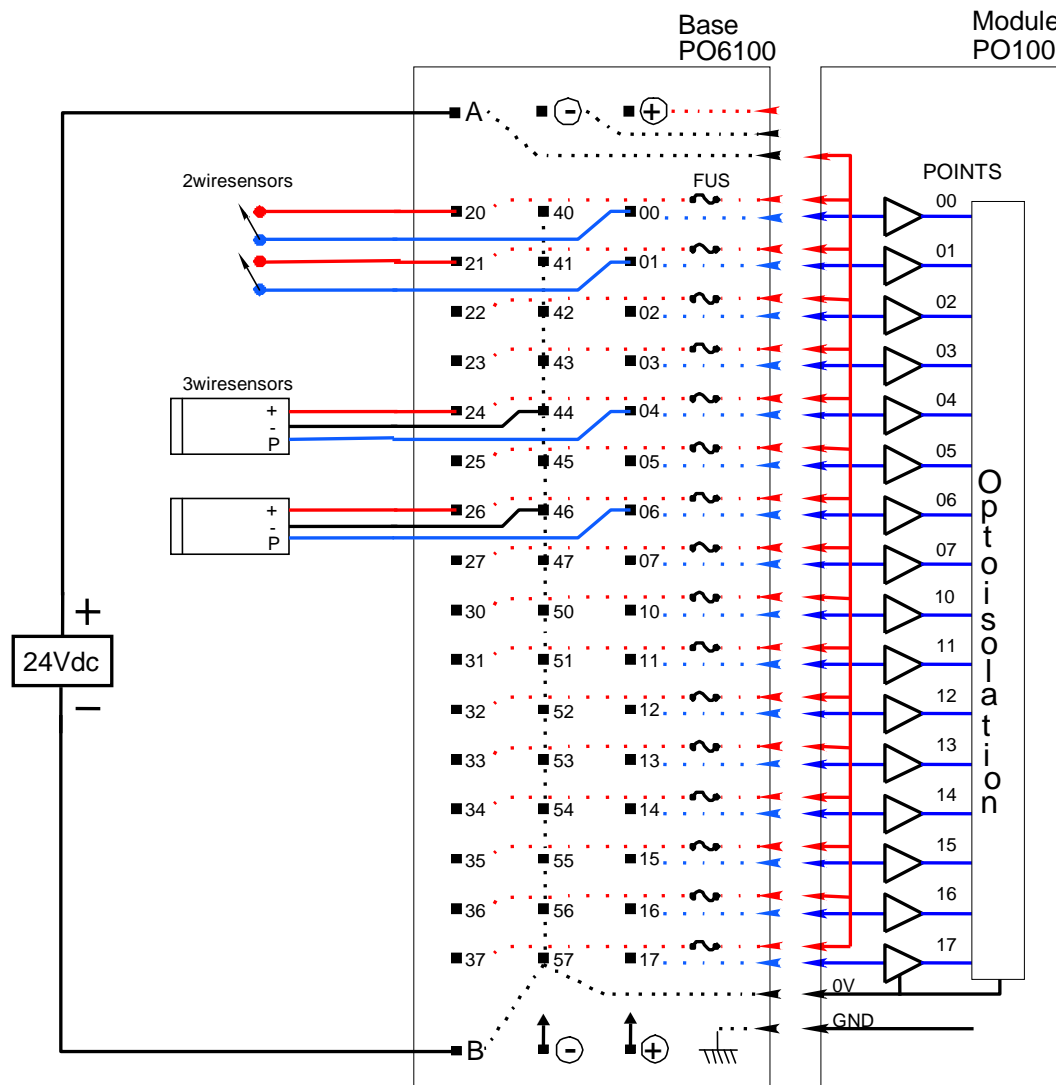 Base
PO6100
Module
PO100
A - +
2wiresensors
FUS
POINTS
20 40 00 00
21 41 01 01
22 42 02 02
23 43 03 03
3wiresensors
+
-
P
24 44 04 04
25 45 05 05
+
-
P
26 46 06 06
27 47 07 07
30 50 10 10
31 51 11 11
32 52 12 12
33 53 13 13
34 54 14 14
35 55 15 15
36 56 16 16
37 57 17 17
Optoisolation
+
24Vdc
−
0V
GND
B - +